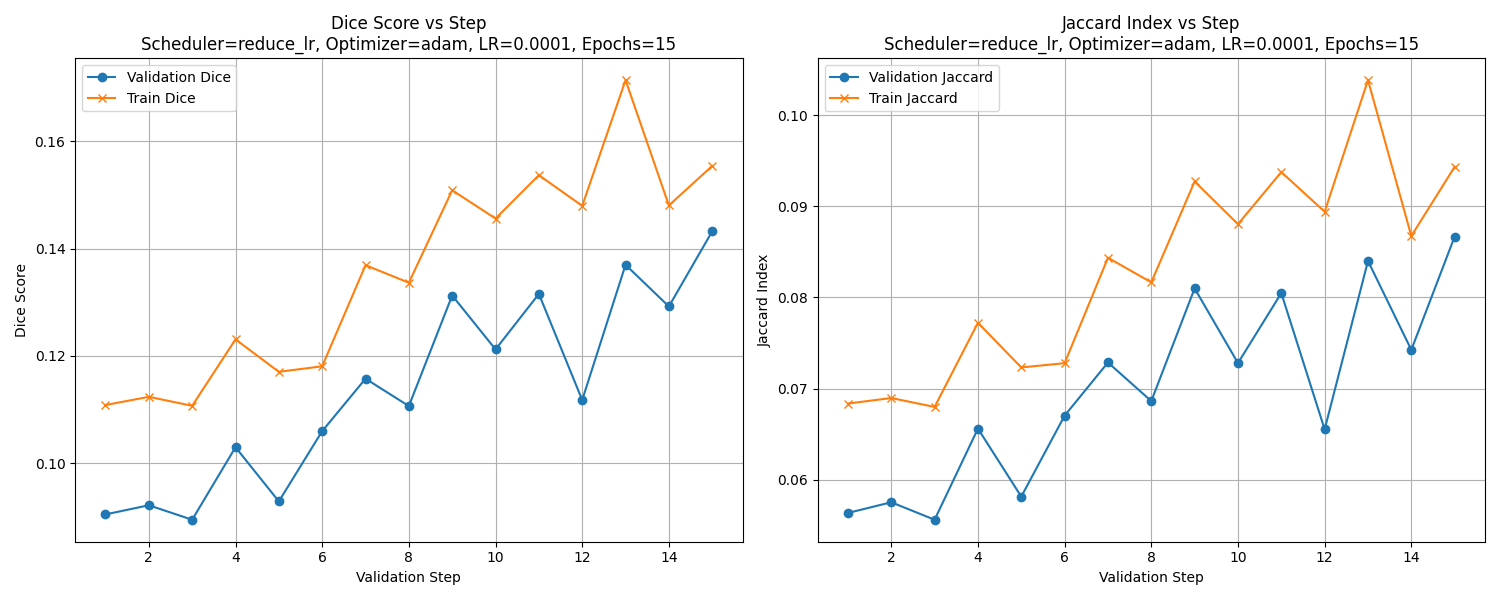 Dice Score vs Step
Scheduler=reduce_lr, Optimizer=adam, LR=0.0001, Epochs=15
Validation Dice
Train Dice
0.16
0.14
0.12
0.10
Dice Score
2
4
6
8
10
12
14
Validation Step
Jaccard Index vs Step
Scheduler=reduce_lr, Optimizer=adam, LR=0.0001, Epochs=15
Validation Jaccard
Train Jaccard
0.10
0.09
0.08
0.07
0.06
Jaccard Index
2
4
6
8
10
12
14
Validation Step